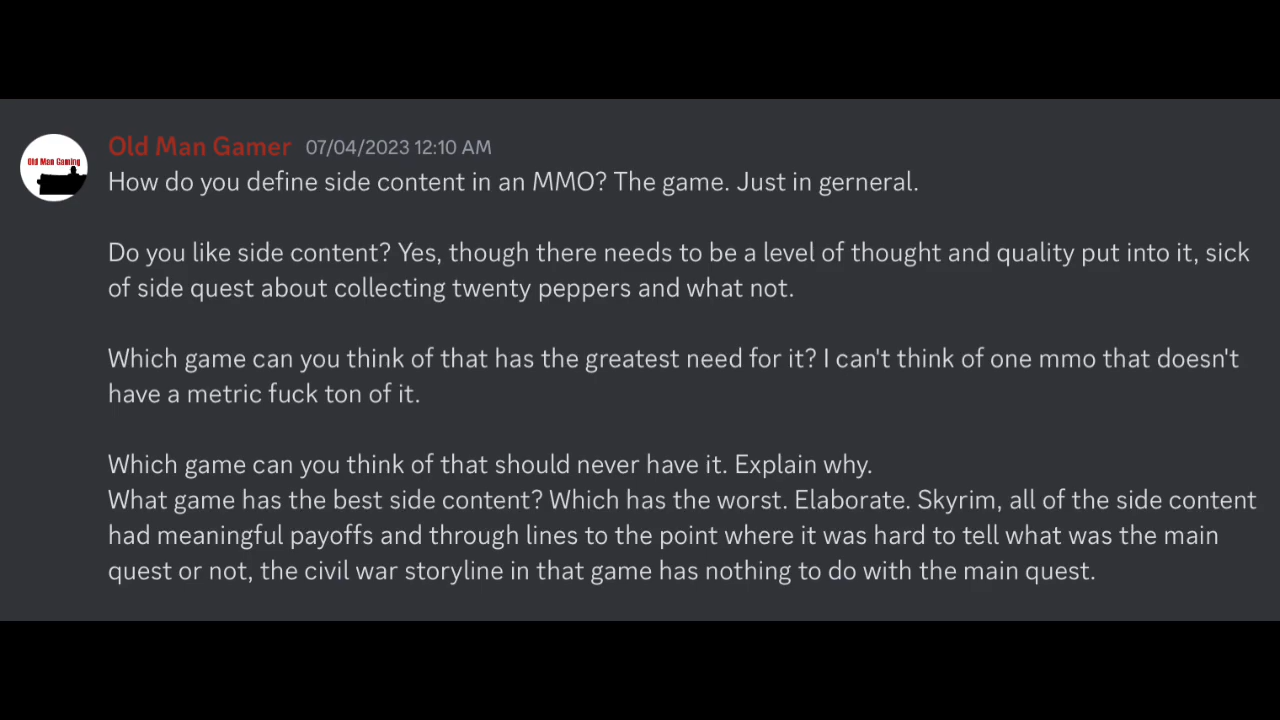 Old Man Gamer 07/04/2023 12:10 AM
Old Man Gaming
How do you define side content in an MMO? The game. Just in gerneral.
Do you like side content? Yes, though there needs to be a level of thought and quality put into it, sick
of side quest about collecting twenty peppers and what not.
Which game can you think of that has the greatest need for it? I can't think of one mmo that doesn't
have a metric fuck ton of it.
Which game can you think of that should never have it. Explain why.
What game has the best side content? Which has the worst. Elaborate. Skyrim, all of the side content
had meaningful payoffs and through lines to the point where it was hard to tell what was the main
quest or not, the civil war storyline in that game has nothing to do with the main quest.